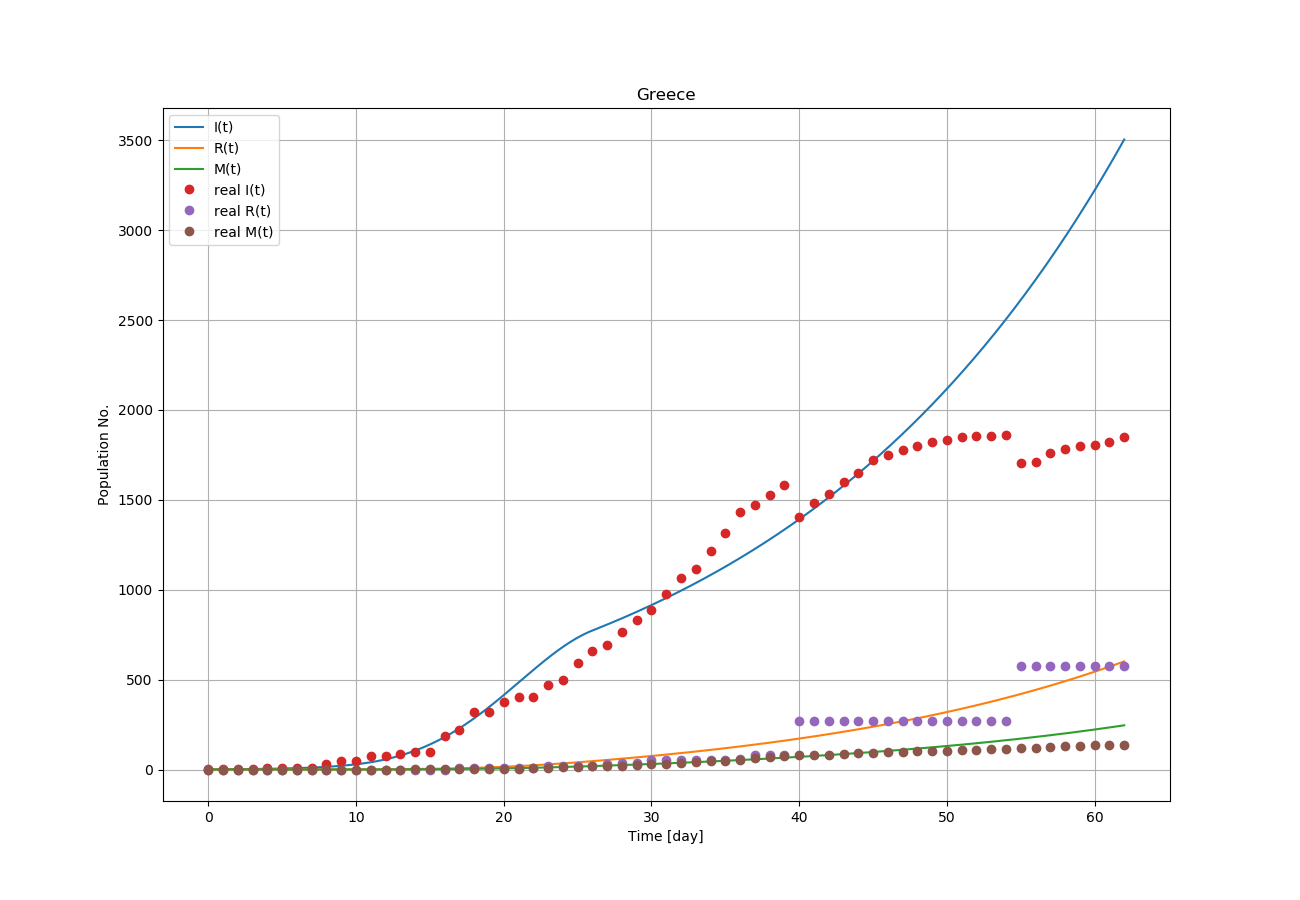 Greece
I(t)
R(t)
M(t)
real I(t)
real R(t)
real M(t)
3500
3000
2500
2000
1500
1000
500
0
Population No.
0 10 20 30 40 50 60
Time [day]